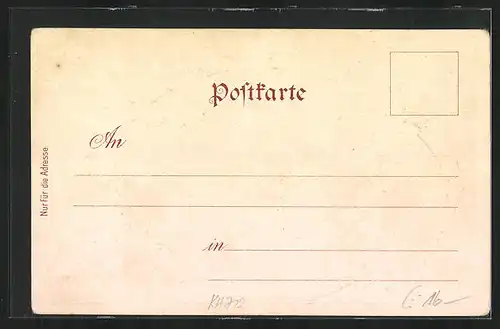 Postkarte
An
in
Nur Für die Adresse